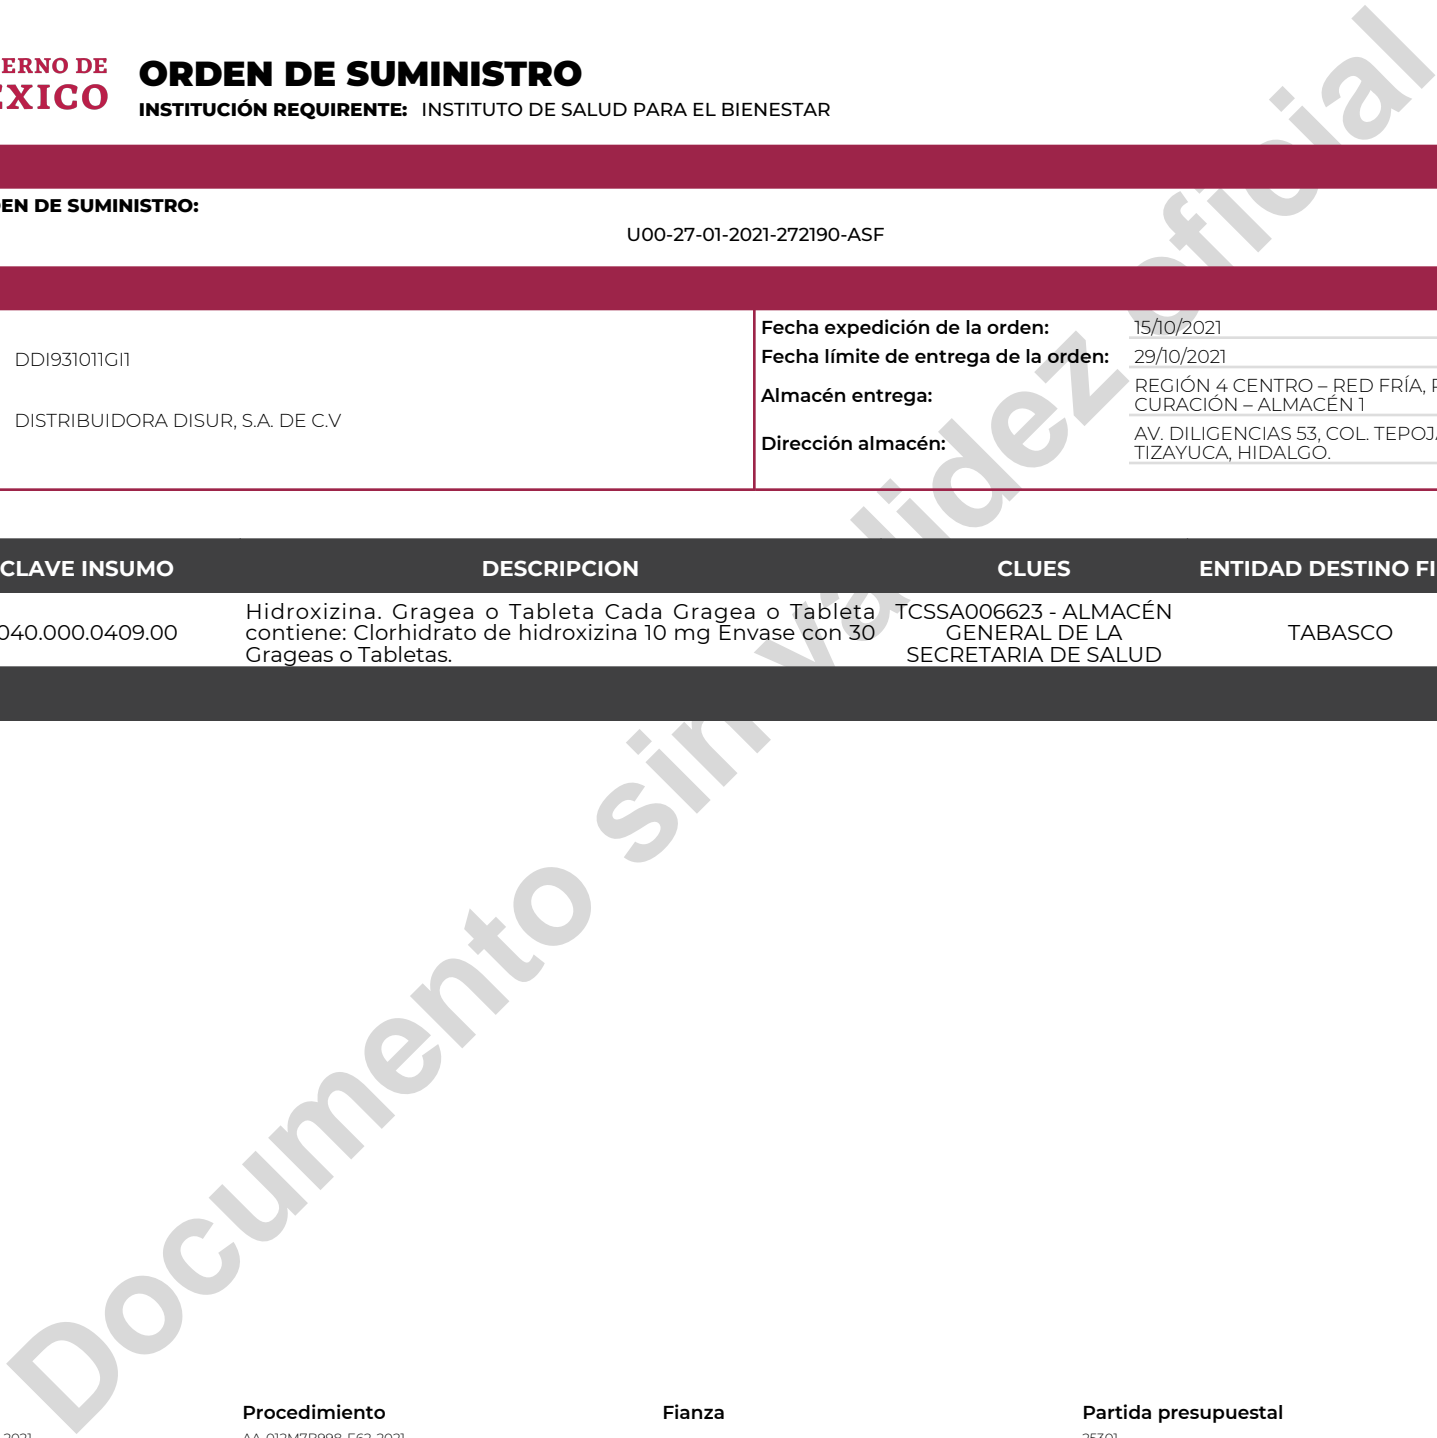 ERNO DE
EXICO
ORDEN DE SUMINISTRO
INSTITUCIÓN REQUIRENTE: INSTITUTO DE SALUD PARA EL BIENESTAR
EN DE SUMINISTRO:
U00-27-01-2021-272190-ASF
DDI931011GI1
DISTRIBUIDORA DISUR, S.A. DE C.V
Fecha expedición de la orden: 15/10/2021
Fecha límite de entrega de la orden: 29/10/2021
Almacén entrega: REGIÓN 4 CENTRO – RED FRÍA,
CURACIÓN – ALMACÉN 1
Dirección almacén: AV. DILIGENCIAS 53, COL. TEPOJ
TIZAYUCA, HIDALGO.
CLAVE INSUMO DESCRIPCION CLUES ENTIDAD DESTINO FI
040.000.0409.00
Hidroxizina. Gragea o Tableta Cada Gragea o Tableta
contiene: Clorhidrato de hidroxizina 10 mg Envase con 30
Grageas o Tabletas.
TCSSA006623 - ALMACÉN
GENERAL DE LA
SECRETARIA DE SALUD
TABASCO
Documento sin validez oficial
Procedimiento Fianza Partida presupuestal